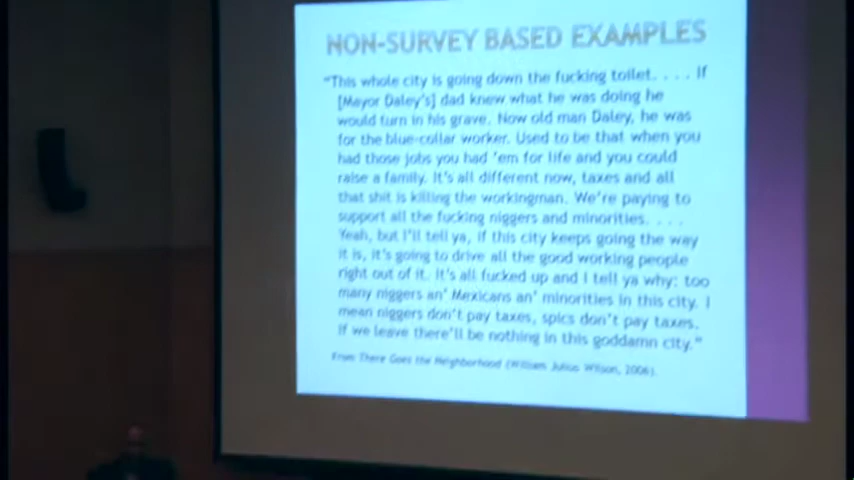 NON-SURVEY BASED EXAMPLES
"This whole city is going down the fucking toilet. . . . If
[Mayor Daley's] dad knew what he was doing he
would turn in his grave. Now old man Daley, he was
for the blue-collar worker. Used to be that when you
had those jobs you had 'em for life and you could
raise a family. It's all different now, taxes and all
that shit is killing the workingman. We're paying to
support all the fucking niggers and minorities. . . .
Yeah, but I'll tell ya, if this city keeps going the way
it is, it's going to drive all the good working people
right out of it. It's all fucked up and I tell ya why: too
many niggers an' Mexicans an' minorities in this city. I
mean niggers don't pay taxes, spics don't pay taxes.
If we leave there'll be nothing in this goddamn city."
From There Goes the Neighborhood (William Julius Wilson, 2006).